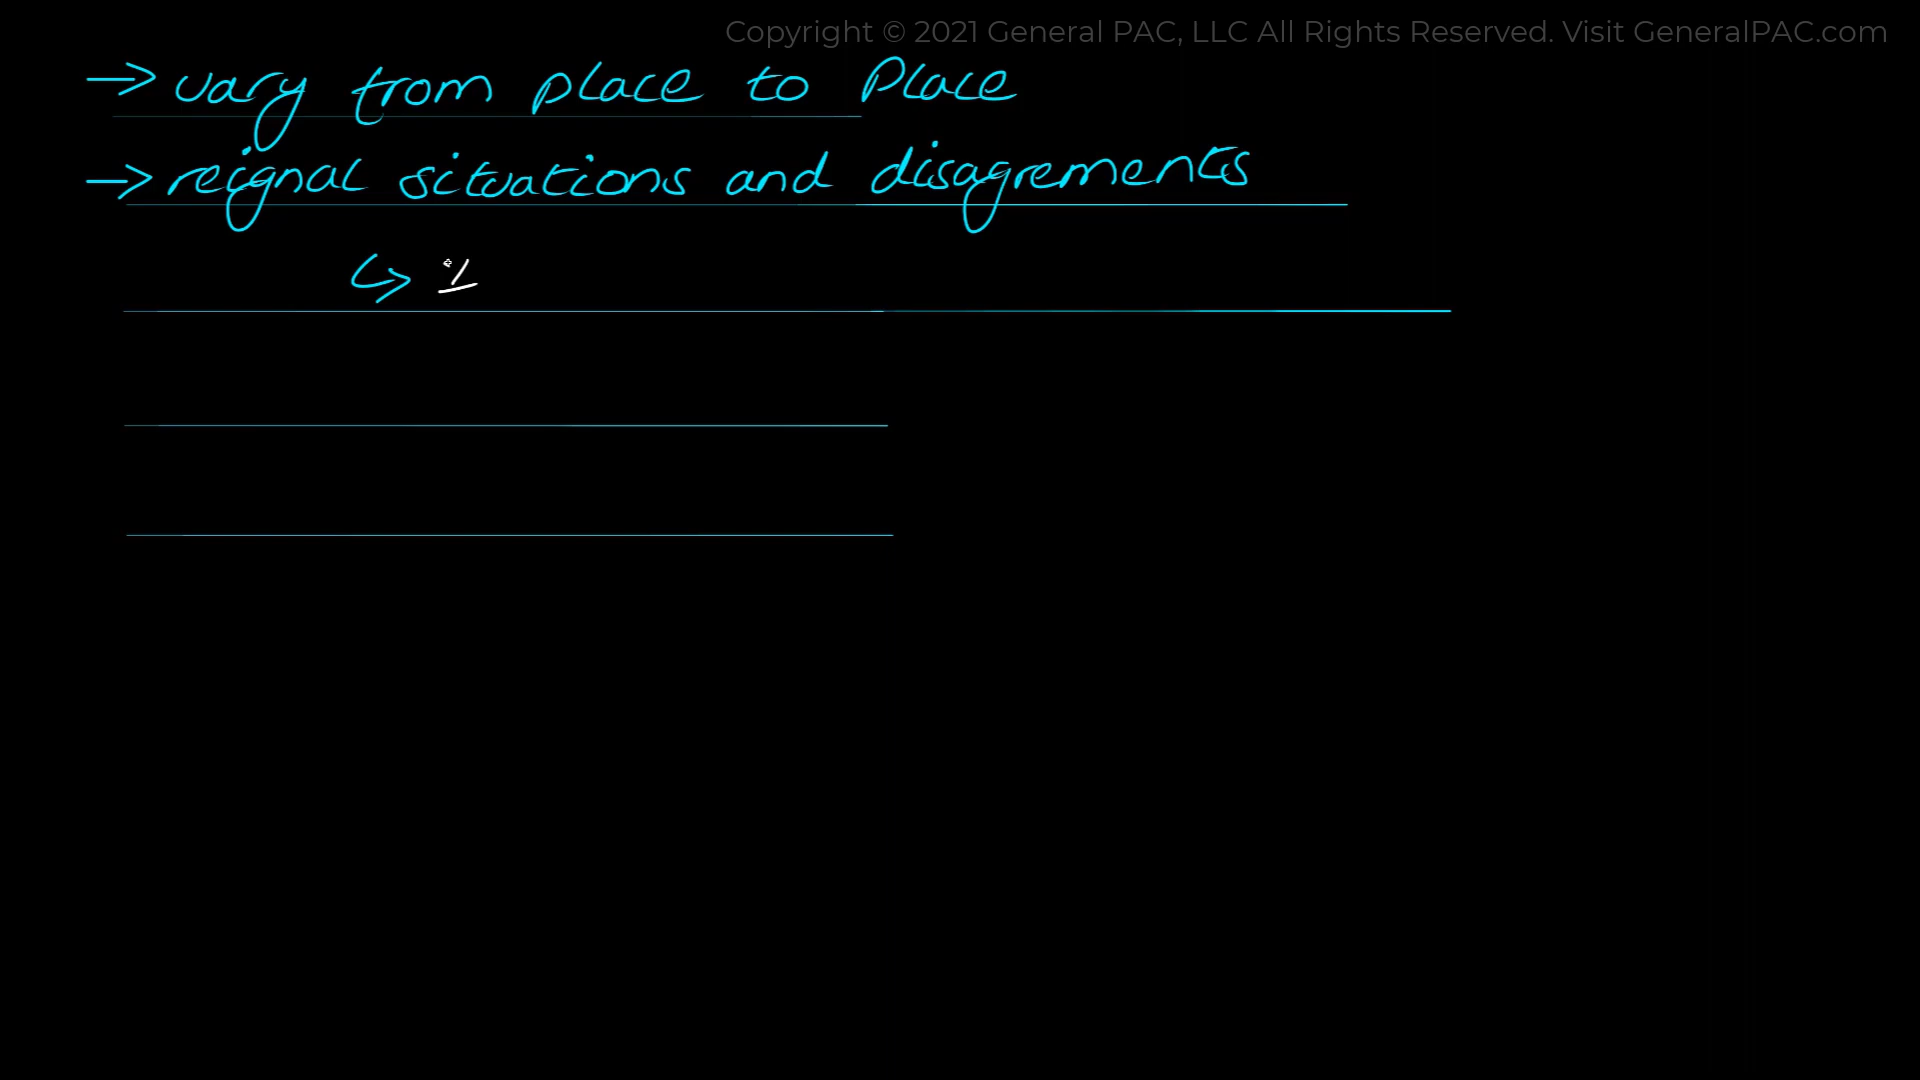 Copyright © 2021 General PAC, LLC All Rights Reserved. Visit GeneralPAC.com
→ vary from place to Place
→ reignal situations and disagrements
↳